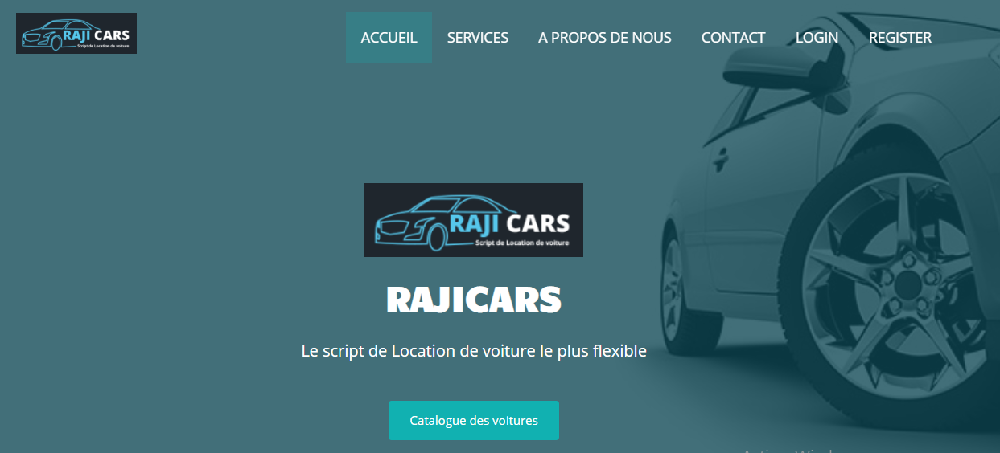 RAJI CARS
Script de Location de voiture
ACCUEIL SERVICES A PROPOS DE NOUS CONTACT LOGIN REGISTER
RAJI CARS
Script de Location de voiture
RAJICARS
Le script de Location de voiture le plus flexible
Catalogue des voitures